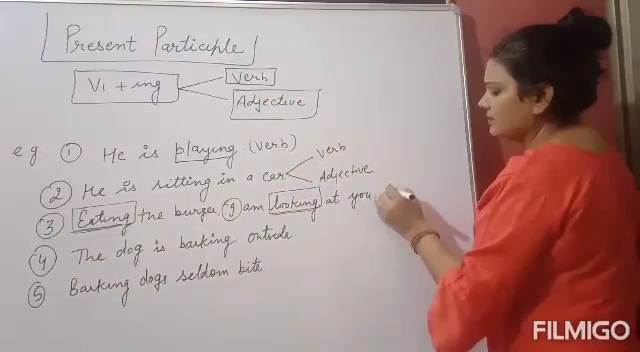 Present Participle
V1 + ing
Verb
Adjective
eg ① He is playing (verb)
② He is sitting in a car
Verb
Adjective
③ Eating the burger, I am looking at you
④ The dog is barking outside
⑤ Barking dogs seldom bite
FILMIGO